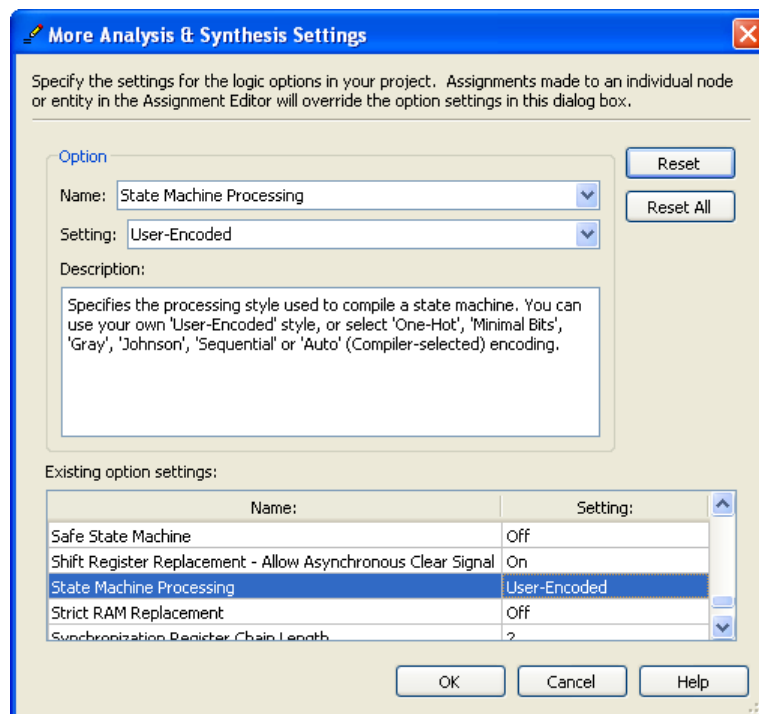 More Analysis & Synthesis Settings
Specify the settings for the logic options in your project.  Assignments made to an individual node
or entity in the Assignment Editor will override the option settings in this dialog box.
Option
Name: State Machine Processing
Reset
Setting: User-Encoded
Reset All
Description:
Specifies the processing style used to compile a state machine. You can
use your own 'User-Encoded' style, or select 'One-Hot', 'Minimal Bits',
'Gray', 'Johnson', 'Sequential' or 'Auto' (Compiler-selected) encoding.
Existing option settings:
Name: Setting:
Safe State Machine Off
Shift Register Replacement - Allow Asynchronous Clear Signal On
State Machine Processing User-Encoded
Strict RAM Replacement Off
Synchronization Register Chain Length
OK Cancel Help